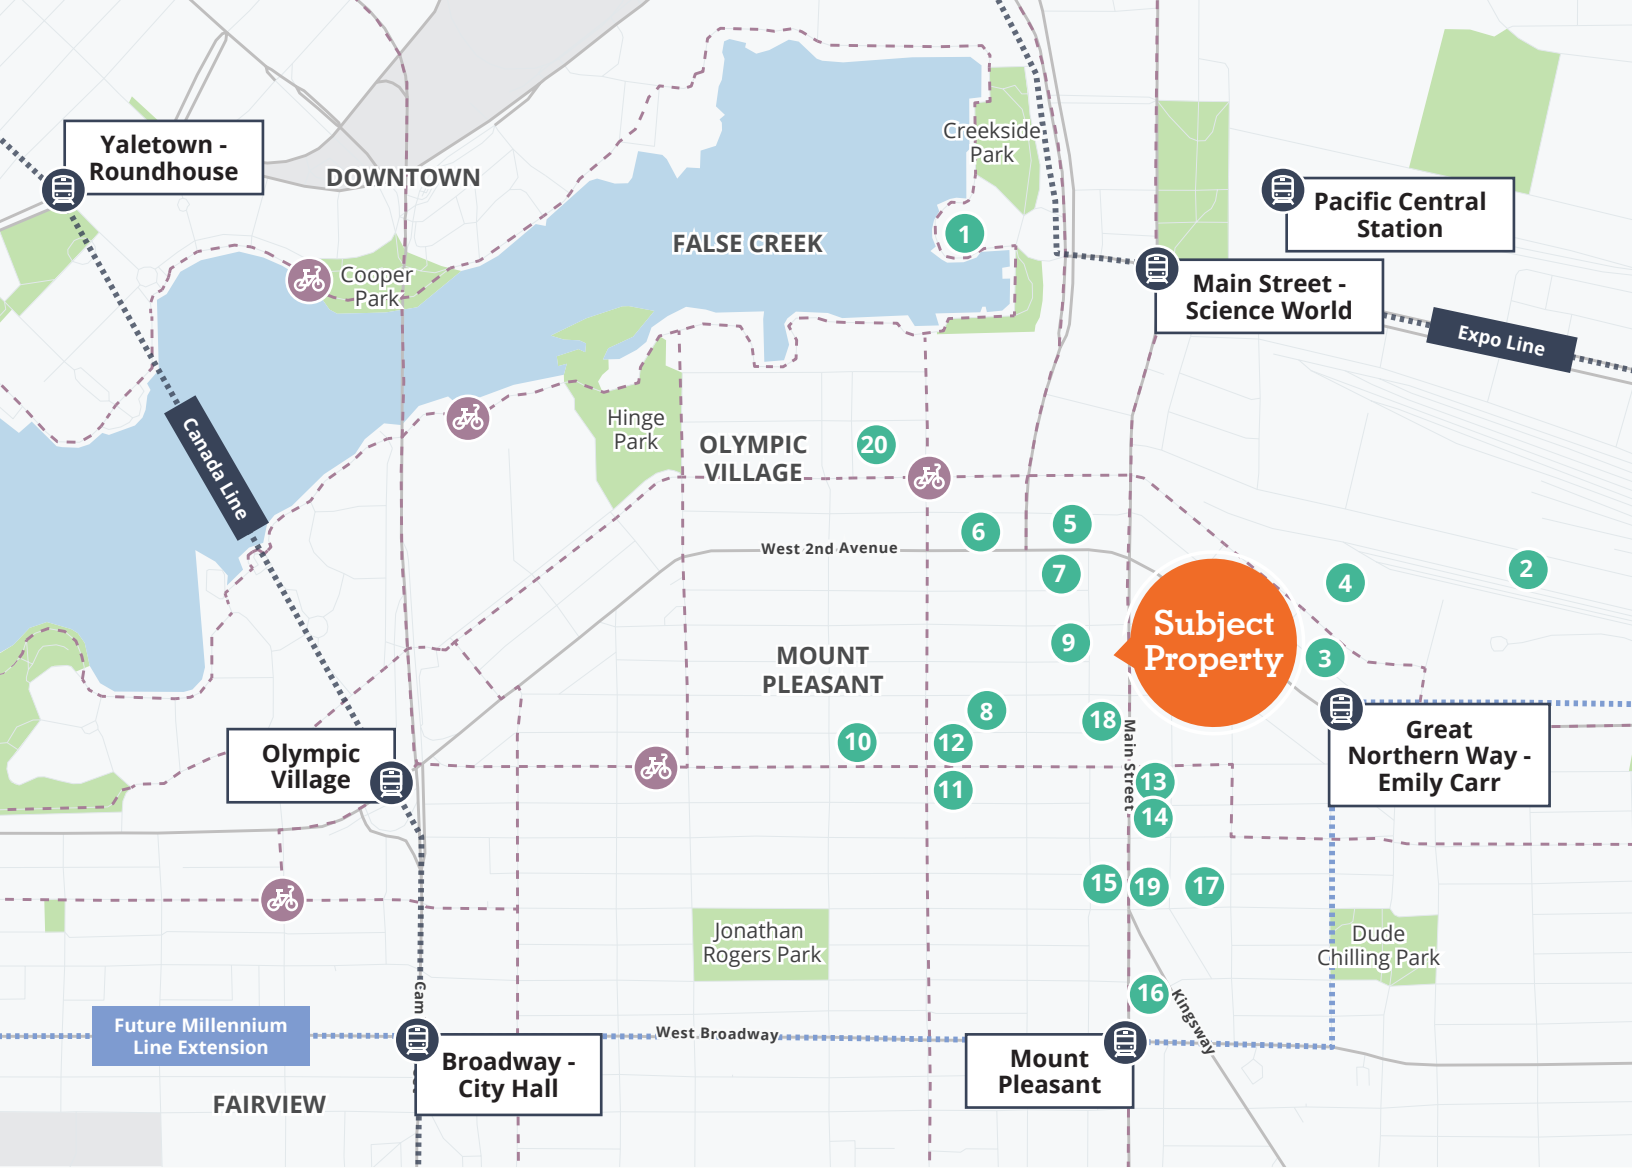 Yaletown -
Roundhouse
DOWNTOWN
Creekside
Park
Pacific Central
Station
1
FALSE CREEK
Cooper
Park
Main Street -
Science World
Expo Line
Canada Line
Hinge
Park
OLYMPIC
VILLAGE
20
6
5
West 2nd Avenue
7
4
2
Subject
Property
9
3
MOUNT
PLEASANT
8
18
10
12
Main Street
Great
Northern Way -
Emily Carr
Olympic
Village
11
13
14
15
19
17
Jonathan
Rogers Park
Dude
Chilling Park
Cam
16
Kingsway
Future Millennium
Line Extension
West Broadway
Broadway -
City Hall
Mount
Pleasant
FAIRVIEW